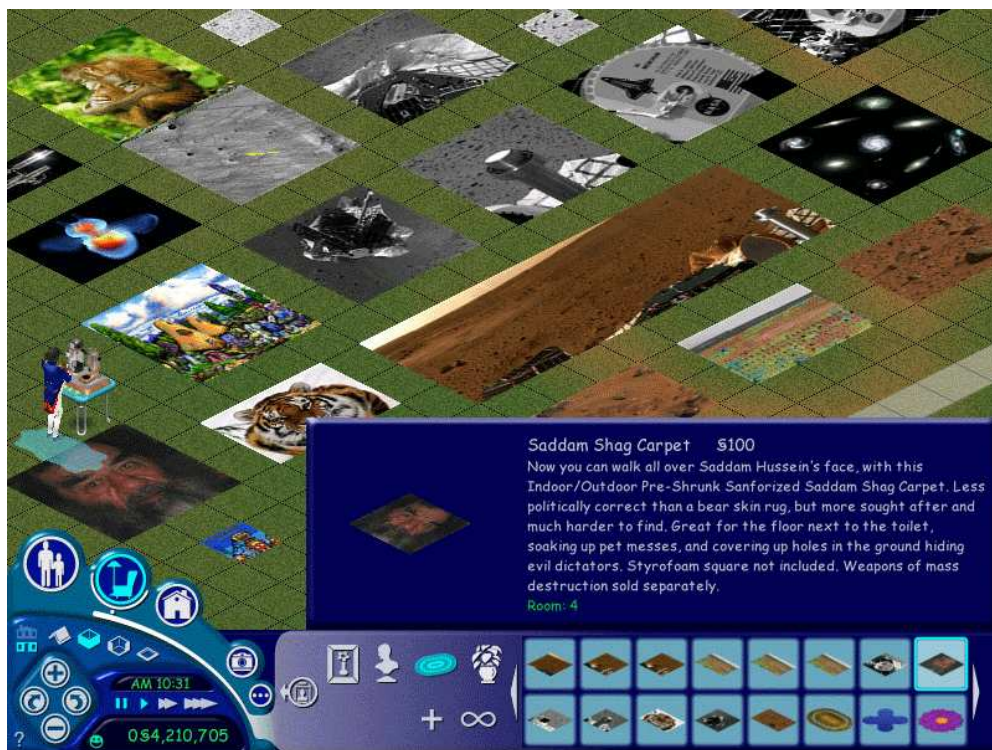 Saddam Shag Carpet §100
Now you can walk all over Saddam Hussein's face, with this
Indoor/Outdoor Pre-Shrunk Sanforized Saddam Shag Carpet. Less
politically correct than a bear skin rug, but more sought after and
much harder to find. Great for the floor next to the toilet,
soaking up pet messes, and covering up holes in the ground hiding
evil dictators. Styrofoam square not included. Weapons of mass
destruction sold separately.
Room: 4
AM 10:31
0§4,210,705
?